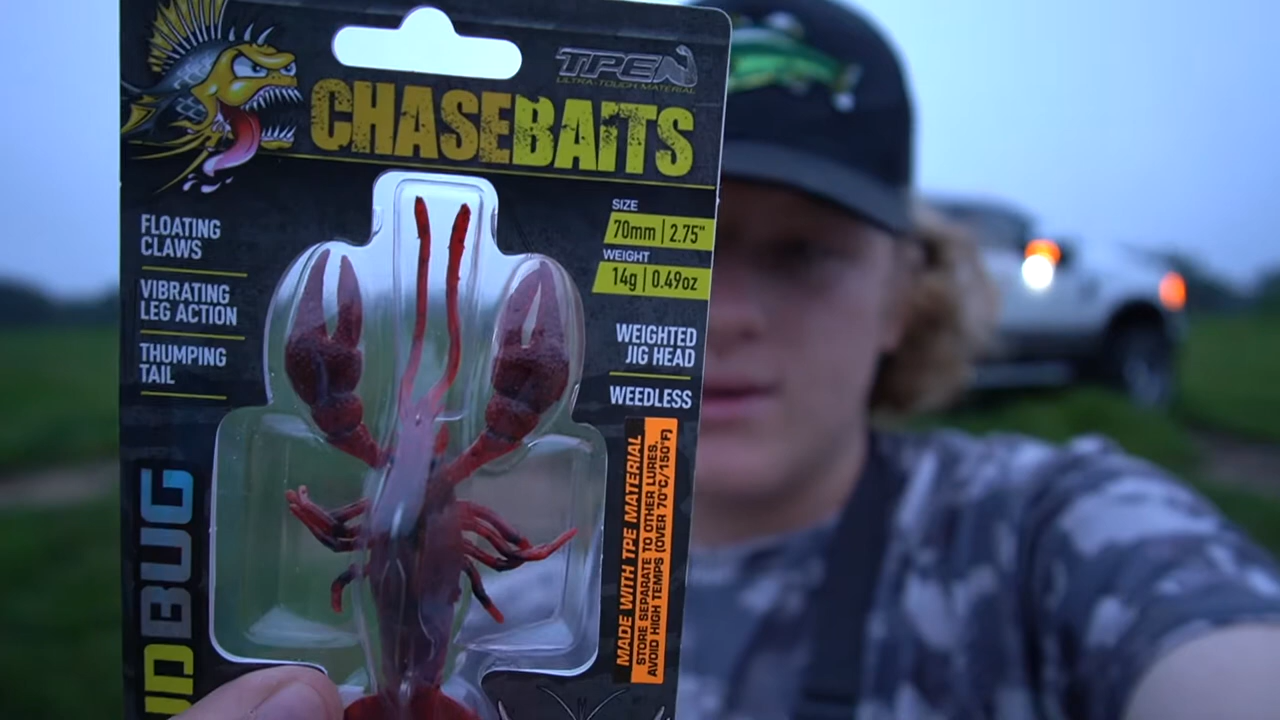 TPE
ULTRA-TOUGH MATERIAL
CHASEBAITS
FLOATING
CLAWS
VIBRATING
LEG ACTION
THUMPING
TAIL
SIZE
70mm | 2.75"
WEIGHT
14g | 0.49oz
WEIGHTED
JIG HEAD
WEEDLESS
MADE WITH TPE MATERIAL
STORE SEPARATE TO OTHER LURES.
AVOID HIGH TEMPS (OVER 70°C/150°F)
UD BUG